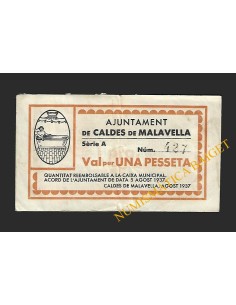 AJUNTAMENT
DE CALDES DE MALAVELLA
Sèrie A Núm. 427
Val per UNA PESSETA
QUANTITAT REEMBOLSABLE A LA CAIXA MUNICIPAL.
ACORD DE L'AJUNTAMENT DE DATA 5 AGOST 1937.
CALDES DE MALAVELLA, AGOST 1937